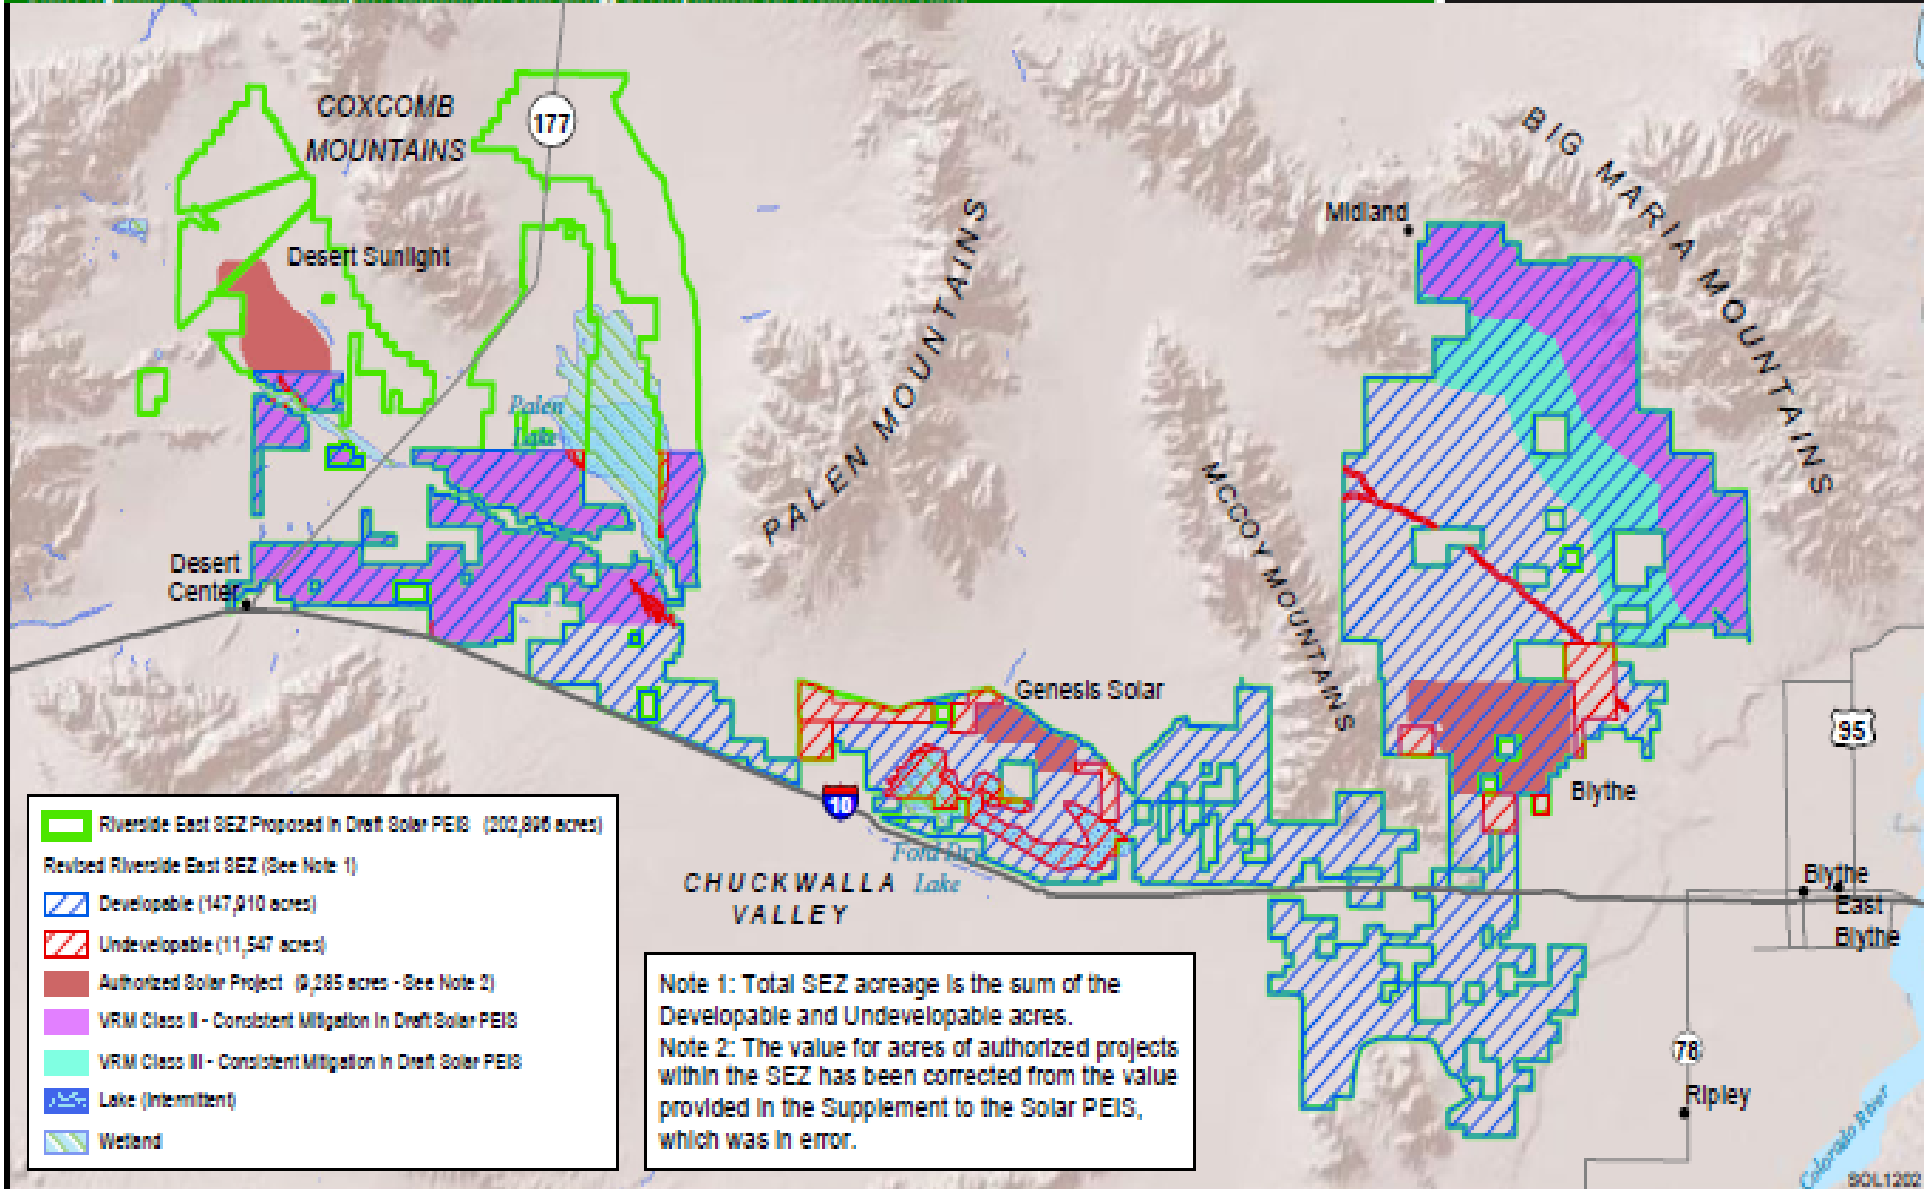 COXCOMB
MOUNTAINS
177
Desert Sunlight
Palen
Lake
PALEN MOUNTAINS
Midland
BIG MARIA MOUNTAINS
MCCOY MOUNTAINS
Desert
Center
Genesis Solar
10
Ford Dry
Lake
CHUCKWALLA
VALLEY
95
Blythe
Blythe
East
Blythe
78
Ripley
Colorado River
Riverside East SEZ Proposed in Draft Solar PEIS (202,896 acres)
Revised Riverside East SEZ (See Note 1)
Developable (147,910 acres)
Undevelopable (11,547 acres)
Authorized Solar Project (9,285 acres - See Note 2)
VRM Class II - Consistent Mitigation in Draft Solar PEIS
VRM Class III - Consistent Mitigation in Draft Solar PEIS
Lake (Intermittent)
Wetland
Note 1: Total SEZ acreage is the sum of the
Developable and Undevelopable acres.
Note 2: The value for acres of authorized projects
within the SEZ has been corrected from the value
provided in the Supplement to the Solar PEIS,
which was in error.
SOL1202